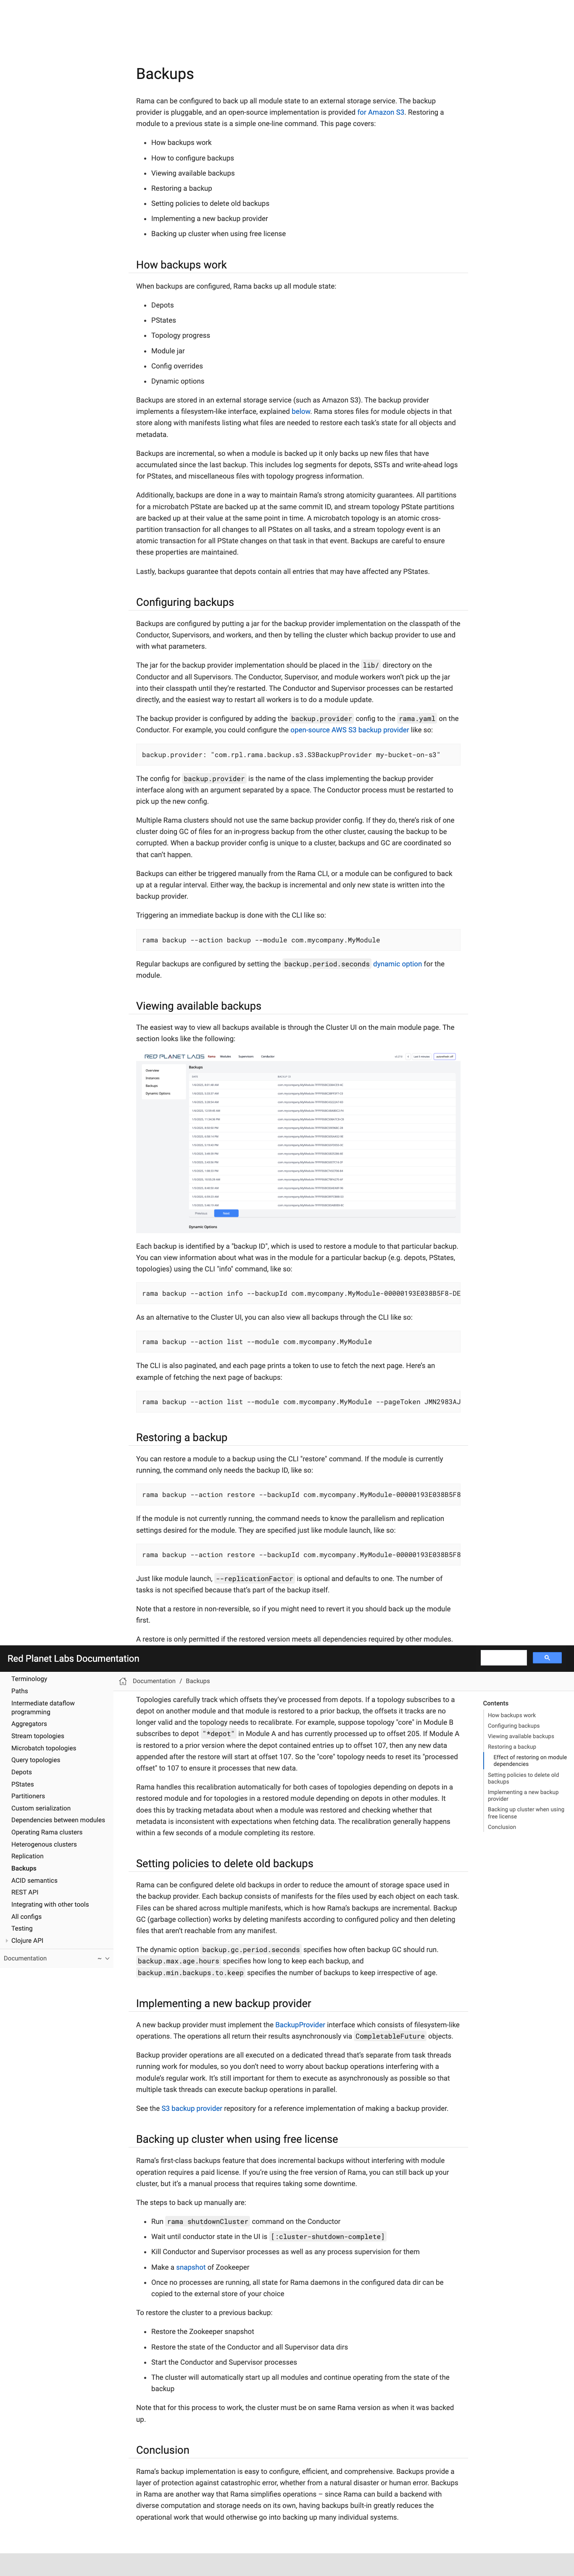 Backups
Rama can be configured to back up all module state to an external storage service. The backup
provider is pluggable, and an open-source implementation is provided for Amazon S3. Restoring a
module to a previous state is a simple one-line command. This page covers:
• How backups work
• How to configure backups
• Viewing available backups
• Restoring a backup
• Setting policies to delete old backups
• Implementing a new backup provider
• Backing up cluster when using free license
How backups work
When backups are configured, Rama backs up all module state:
• Depots
• PStates
• Topology progress
• Module jar
• Config overrides
• Dynamic options
Backups are stored in an external storage service (such as Amazon S3). The backup provider
implements a filesystem-like interface, explained below. Rama stores files for module objects in that
store along with manifests listing what files are needed to restore each task's state for all objects and
metadata.
Backups are incremental, so when a module is backed up it only backs up new files that have
accumulated since the last backup. This includes log segments for depots, SSTs and write-ahead logs
for PStates, and miscellaneous files with topology progress information.
Additionally, backups are done in a way to maintain Rama's strong atomicity guarantees. All partitions
for a microbatch PState are backed up at the same commit ID, and stream topology PState partitions
are backed up at their value at the same point in time. A microbatch topology is an atomic cross-
partition transaction for all changes to all PStates on all tasks, and a stream topology event is an
atomic transaction for all PState changes on that task in that event. Backups are careful to ensure
these properties are maintained.
Lastly, backups guarantee that depots contain all entries that may have affected any PStates.
Configuring backups
Backups are configured by putting a jar for the backup provider implementation on the classpath of the
Conductor, Supervisors, and workers, and then by telling the cluster which backup provider to use and
with what parameters.
The jar for the backup provider implementation should be placed in the lib/ directory on the
Conductor and all Supervisors. The Conductor, Supervisor, and module workers won't pick up the jar
into their classpath until they're restarted. The Conductor and Supervisor processes can be restarted
directly, and the easiest way to restart all workers is to do a module update.
The backup provider is configured by adding the backup.provider config to the rama.yaml on the
Conductor. For example, you could configure the open-source AWS S3 backup provider like so:
backup.provider: "com.rpl.rama.backup.s3.S3BackupProvider my-bucket-on-s3"
The config for backup.provider is the name of the class implementing the backup provider
interface along with an argument separated by a space. The Conductor process must be restarted to
pick up the new config.
Multiple Rama clusters should not use the same backup provider config. If they do, there's risk of one
cluster doing GC of files for an in-progress backup from the other cluster, causing the backup to be
corrupted. When a backup provider config is unique to a cluster, backups and GC are coordinated so
that can't happen.
Backups can either be triggered manually from the Rama CLI, or a module can be configured to back
up at a regular interval. Either way, the backup is incremental and only new state is written into the
backup provider.
Triggering an immediate backup is done with the CLI like so:
rama backup --action backup --module com.mycompany.MyModule
Regular backups are configured by setting the backup.period.seconds dynamic option for the
module.
Viewing available backups
The easiest way to view all backups available is through the Cluster UI on the main module page. The
section looks like the following:
RED PLANET LABS Home Modules Supervisors Conductor
Overview
Instances
Backups
Dynamic Options
Backups
Previous Next
Dynamic Options
Each backup is identified by a "backup ID", which is used to restore a module to that particular backup.
You can view information about what was in the module for a particular backup (e.g. depots, PStates,
topologies) using the CLI "info" command, like so:
rama backup --action info --backupId com.mycompany.MyModule-00000193E038B5F8-DE
As an alternative to the Cluster UI, you can also view all backups through the CLI like so:
rama backup --action list --module com.mycompany.MyModule
The CLI is also paginated, and each page prints a token to use to fetch the next page. Here's an
example of fetching the next page of backups:
rama backup --action list --module com.mycompany.MyModule --pageToken JMN2983AJ
Restoring a backup
You can restore a module to a backup using the CLI "restore" command. If the module is currently
running, the command only needs the backup ID, like so:
rama backup --action restore --backupId com.mycompany.MyModule-00000193E038B5F8
If the module is not currently running, the command needs to know the parallelism and replication
settings desired for the module. They are specified just like module launch, like so:
rama backup --action restore --backupId com.mycompany.MyModule-00000193E038B5F8
Just like module launch, --replicationFactor is optional and defaults to one. The number of
tasks is not specified because that's part of the backup itself.
Note that a restore in non-reversible, so if you might need to revert it you should back up the module
first.
A restore is only permitted if the restored version meets all dependencies required by other modules.
Red Planet Labs Documentation
Documentation / Backups
Terminology
Paths
Intermediate dataflow
programming
Aggregators
Stream topologies
Microbatch topologies
Query topologies
Depots
PStates
Partitioners
Custom serialization
Dependencies between modules
Operating Rama clusters
Heterogenous clusters
Replication
Backups
ACID semantics
REST API
Integrating with other tools
All configs
Testing
Clojure API
Documentation
Topologies carefully track which offsets they've processed from depots. If a topology subscribes to a
depot on another module and that module is restored to a prior backup, the offsets it tracks are no
longer valid and the topology needs to recalibrate. For example, suppose topology "core" in Module B
subscribes to depot "*depot" in Module A and has currently processed up to offset 205. If Module A
is restored to a prior version where the depot contained entries up to offset 107, then any new data
appended after the restore will start at offset 107. So the "core" topology needs to reset its "processed
offset" to 107 to ensure it processes that new data.
Rama handles this recalibration automatically for both cases of topologies depending on depots in a
restored module and for topologies in a restored module depending on depots in other modules. It
does this by tracking metadata about when a module was restored and checking whether that
metadata is inconsistent with expectations when fetching data. The recalibration generally happens
within a few seconds of a module completing its restore.
Contents
How backups work
Configuring backups
Viewing available backups
Restoring a backup
Effect of restoring on module
dependencies
Setting policies to delete old
backups
Implementing a new backup
provider
Backing up cluster when using
free license
Conclusion
Setting policies to delete old backups
Rama can be configured delete old backups in order to reduce the amount of storage space used in
the backup provider. Each backup consists of manifests for the files used by each object on each task.
Files can be shared across multiple manifests, which is how Rama's backups are incremental. Backup
GC (garbage collection) works by deleting manifests according to configured policy and then deleting
files that aren't reachable from any manifest.
The dynamic option backup.gc.period.seconds specifies how often backup GC should run.
backup.max.age.hours specifies how long to keep each backup, and
backup.min.backups.to.keep specifies the number of backups to keep irrespective of age.
Implementing a new backup provider
A new backup provider must implement the BackupProvider interface which consists of filesystem-like
operations. The operations all return their results asynchronously via CompletableFuture objects.
Backup provider operations are all executed on a dedicated thread that's separate from task threads
running work for modules, so you don't need to worry about backup operations interfering with a
module's regular work. It's still important for them to execute as asynchronously as possible so that
multiple task threads can execute backup operations in parallel.
See the S3 backup provider repository for a reference implementation of making a backup provider.
Backing up cluster when using free license
Rama's first-class backups feature that does incremental backups without interfering with module
operation requires a paid license. If you're using the free version of Rama, you can still back up your
cluster, but it's a manual process that requires taking some downtime.
The steps to back up manually are:
• Run rama shutdownCluster command on the Conductor
• Wait until conductor state in the UI is [:cluster-shutdown-complete]
• Kill Conductor and Supervisor processes as well as any process supervision for them
• Make a snapshot of Zookeeper
• Once no processes are running, all state for Rama daemons in the configured data dir can be
copied to the external store of your choice
To restore the cluster to a previous backup:
• Restore the Zookeeper snapshot
• Restore the state of the Conductor and all Supervisor data dirs
• Start the Conductor and Supervisor processes
• The cluster will automatically start up all modules and continue operating from the state of the
backup
Note that for this process to work, the cluster must be on same Rama version as when it was backed
up.
Conclusion
Rama's backup implementation is easy to configure, efficient, and comprehensive. Backups provide a
layer of protection against catastrophic error, whether from a natural disaster or human error. Backups
in Rama are another way that Rama simplifies operations – since Rama can build a backend with
diverse computation and storage needs on its own, having backups built-in greatly reduces the
operational work that would otherwise go into backing up many individual systems.